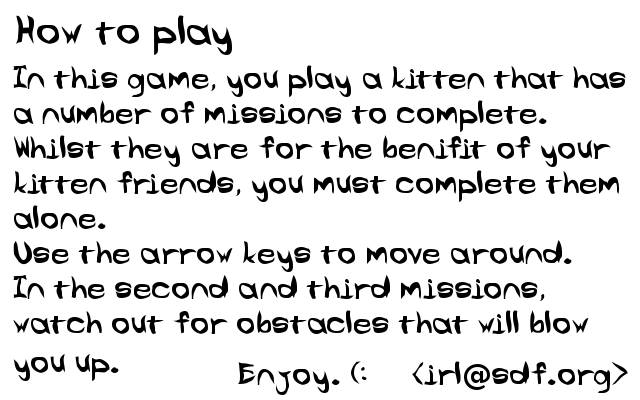 How to play
In this game, you play a kitten that has
a number of missions to complete.
Whilst they are for the benifit of your
kitten friends, you must complete them
alone.
Use the arrow keys to move around.
In the second and third missions,
watch out for obstacles that will blow
you up.
Enjoy. (: <irl@sdf.org>